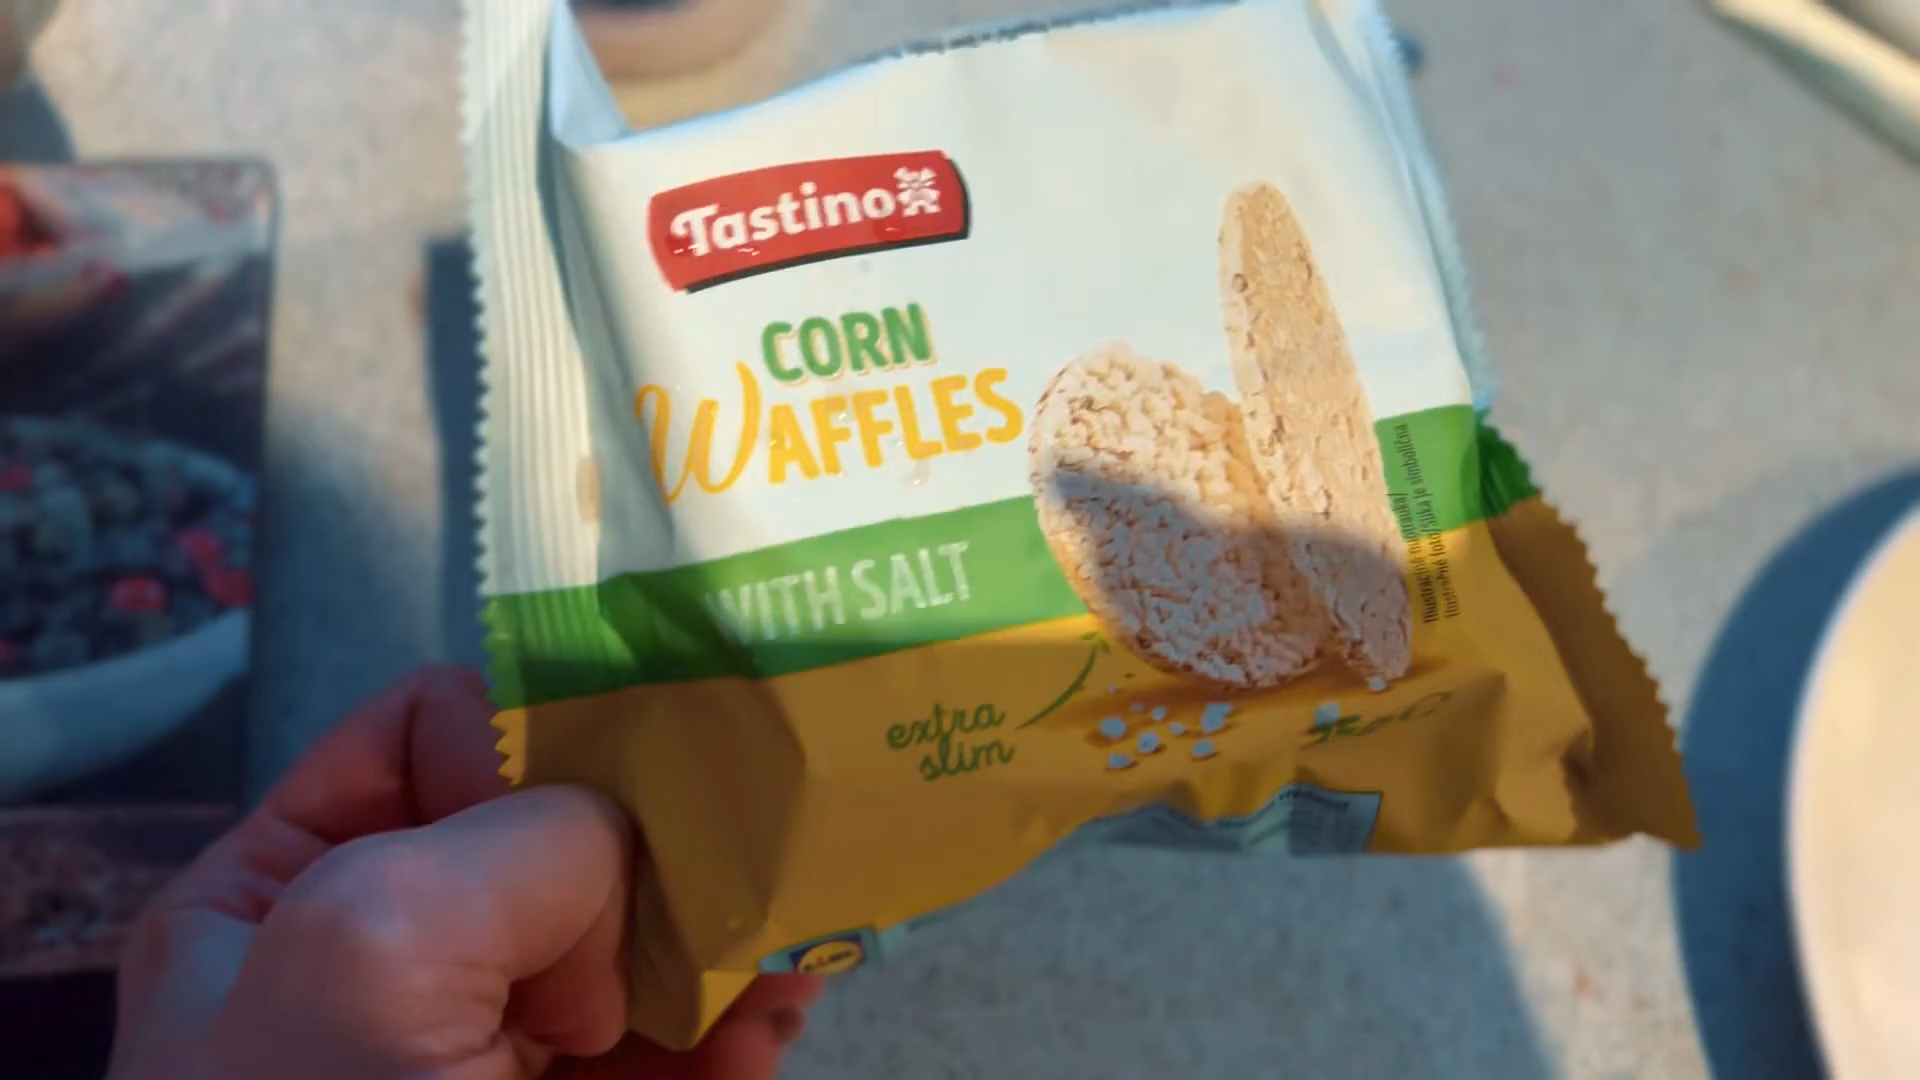 Tastino
CORN
WAFFLES
WITH SALT
extra
slim